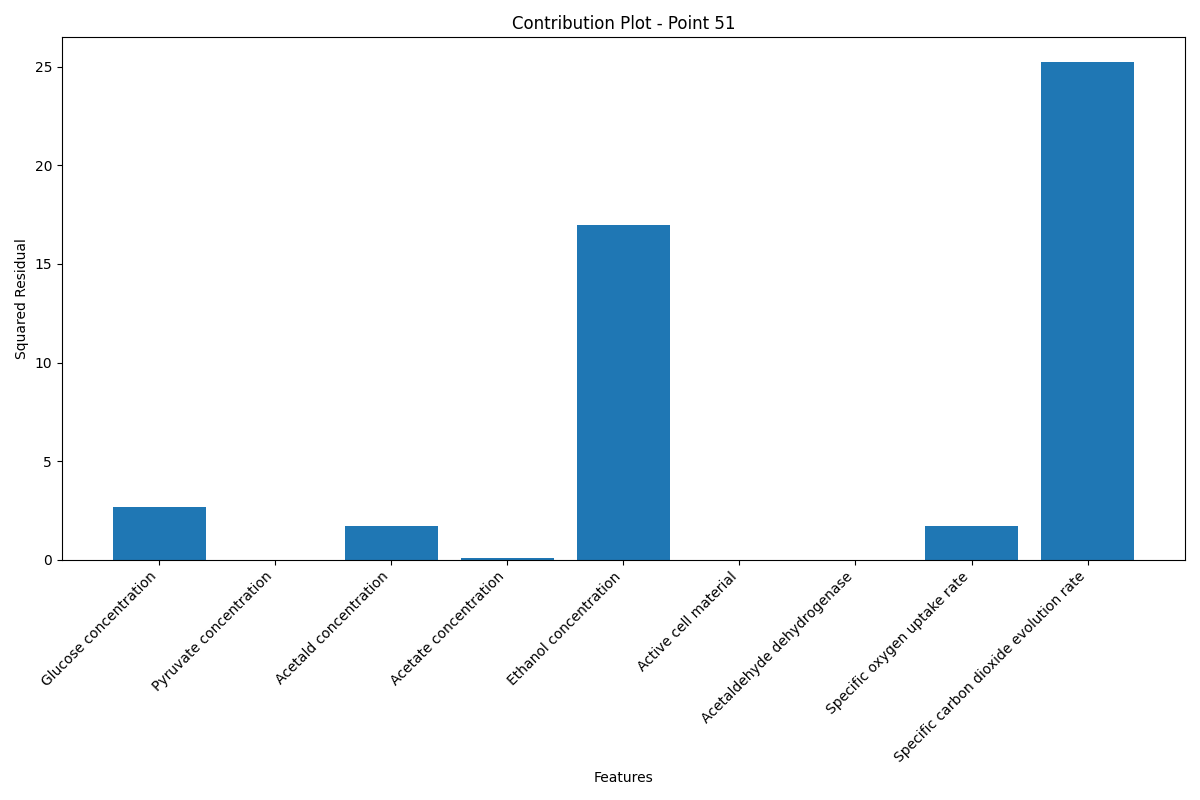 Contribution Plot - Point 51
Squared Residual
25
20
15
10
5
0
Glucose concentration
Pyruvate concentration
Acetald concentration
Acetate concentration
Ethanol concentration
Active cell material
Acetaldehyde dehydrogenase
Specific oxygen uptake rate
Specific carbon dioxide evolution rate
Features